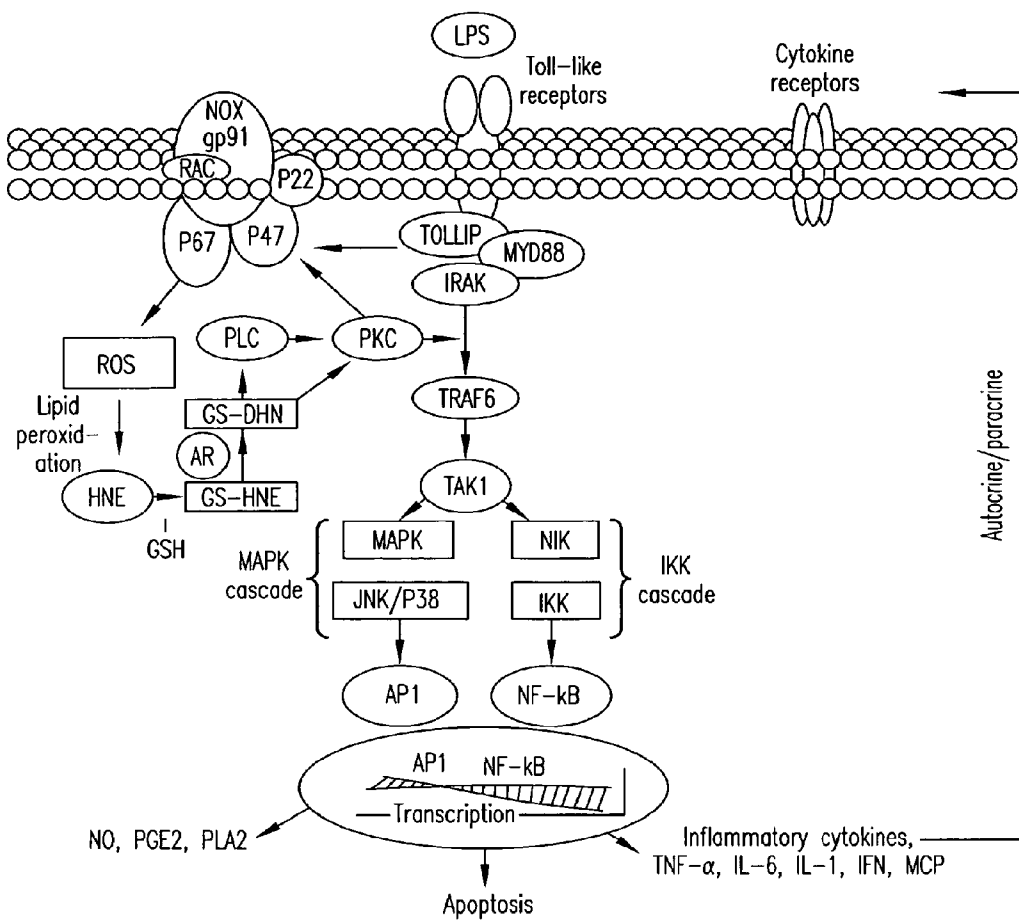 LPS
Toll-like
receptors
Cytokine
receptors
NOX
gp91
RAC
P22
P67
P47
TOLLIP
MYD88
IRAK
PLC
PKC
ROS
TRAF6
Lipid
peroxid-
ation
GS-DHN
AR
HNE
GS-HNE
GSH
TAK1
MAPK
cascade
MAPK
NIK
JNK/P38
IKK
IKK
cascade
Autocrine/paracrine
AP1
NF-kB
AP1
NF-kB
Transcription
NO, PGE2, PLA2
Inflammatory cytokines,
TNF-α, IL-6, IL-1, IFN, MCP
Apoptosis